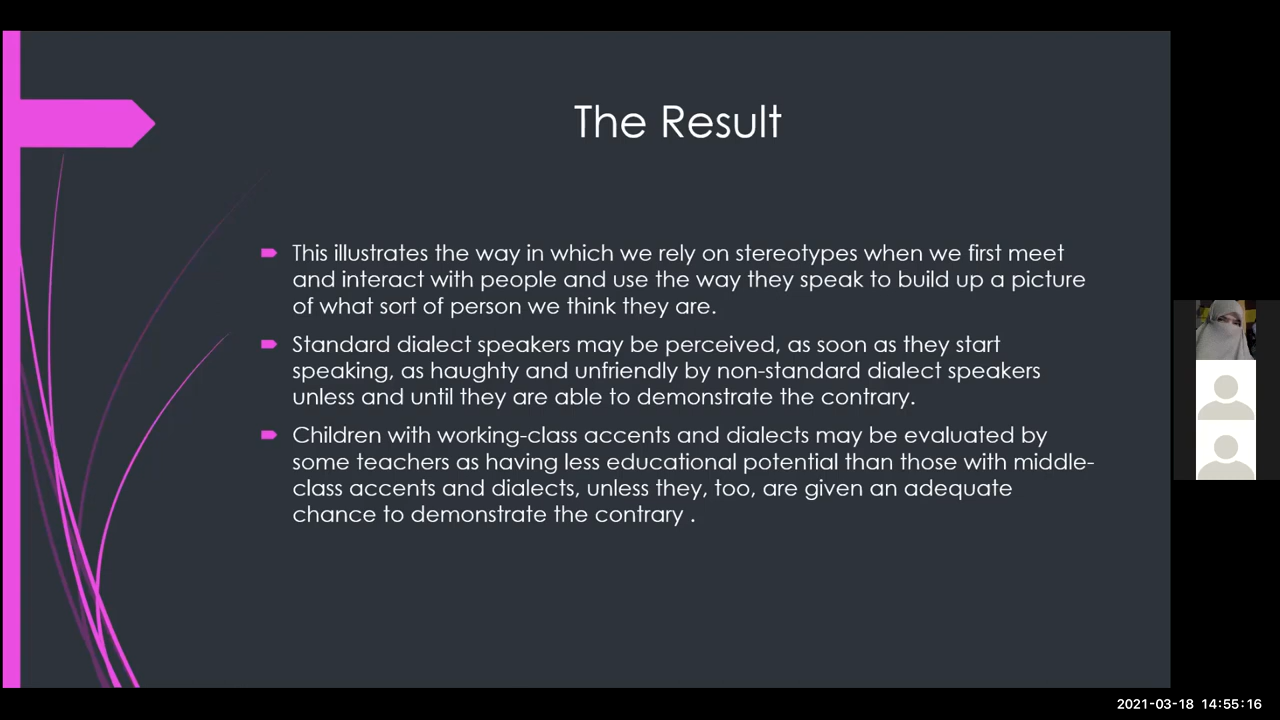 The Result
This illustrates the way in which we rely on stereotypes when we first meet
and interact with people and use the way they speak to build up a picture
of what sort of person we think they are.
Standard dialect speakers may be perceived, as soon as they start
speaking, as haughty and unfriendly by non-standard dialect speakers
unless and until they are able to demonstrate the contrary.
Children with working-class accents and dialects may be evaluated by
some teachers as having less educational potential than those with middle-
class accents and dialects, unless they, too, are given an adequate
chance to demonstrate the contrary .
2021-03-18 14:55:16